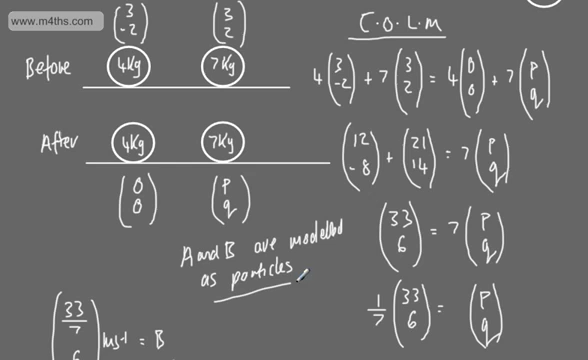 www.m4ths.com
(3 -2) (3 2)
Before 4Kg 7Kg
After 4Kg 7Kg
(0 0) (p q)
C.O.L.M
4(3 -2) + 7(3 2) = 4(0 0) + 7(p q)
(12 -8) + (21 14) = 7(p q)
(33 6) = 7(p q)
1/7 (33 6) = (p q)
A and B are modelled
as particles
(33/7 6 ms-1 = B